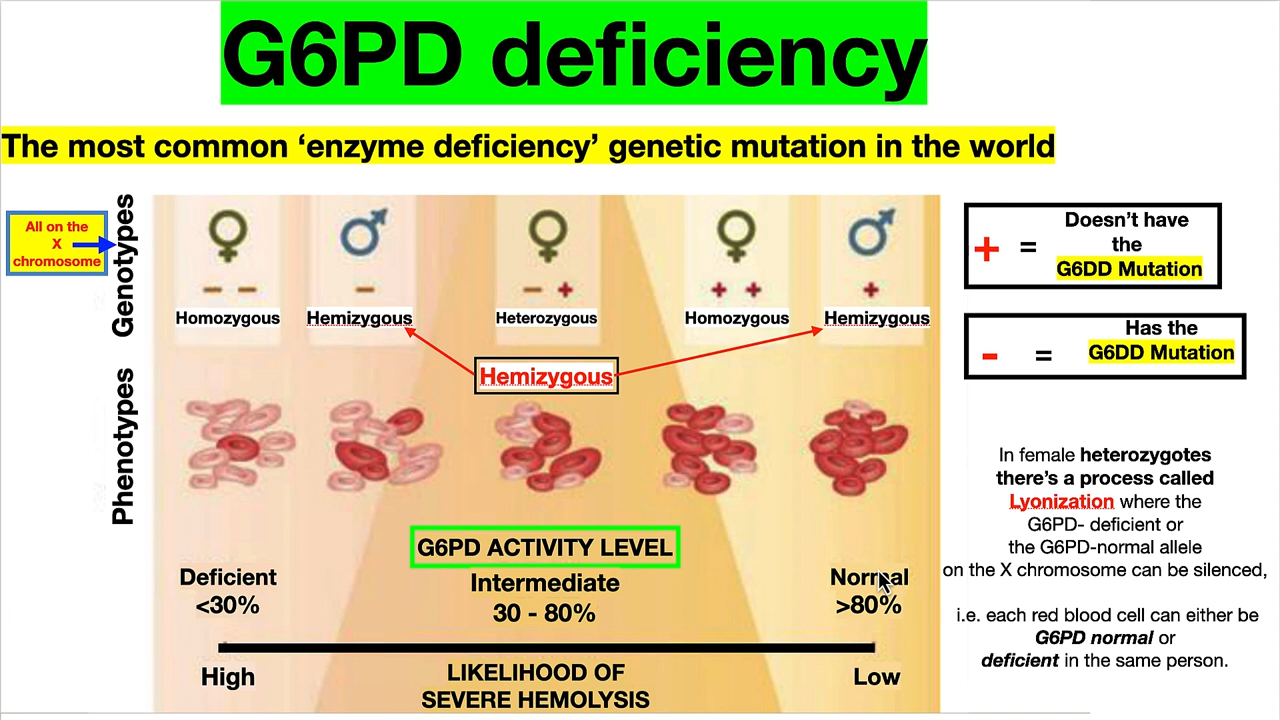 G6PD deficiency
The most common ‘enzyme deficiency’ genetic mutation in the world
All on the
X
chromosome
Genotypes
− −
−
− +
+ +
+
Homozygous
Hemizygous
Heterozygous
Homozygous
Hemizygous
Hemizygous
+ =
Doesn’t have
the
G6DD Mutation
- =
Has the
G6DD Mutation
Phenotypes
G6PD ACTIVITY LEVEL
Deficient
<30%
Intermediate
30 - 80%
Normal
>80%
High
LIKELIHOOD OF
SEVERE HEMOLYSIS
Low
In female heterozygotes
there’s a process called
Lyonization where the
G6PD- deficient or
the G6PD-normal allele
on the X chromosome can be silenced,
i.e. each red blood cell can either be
G6PD normal or
deficient in the same person.